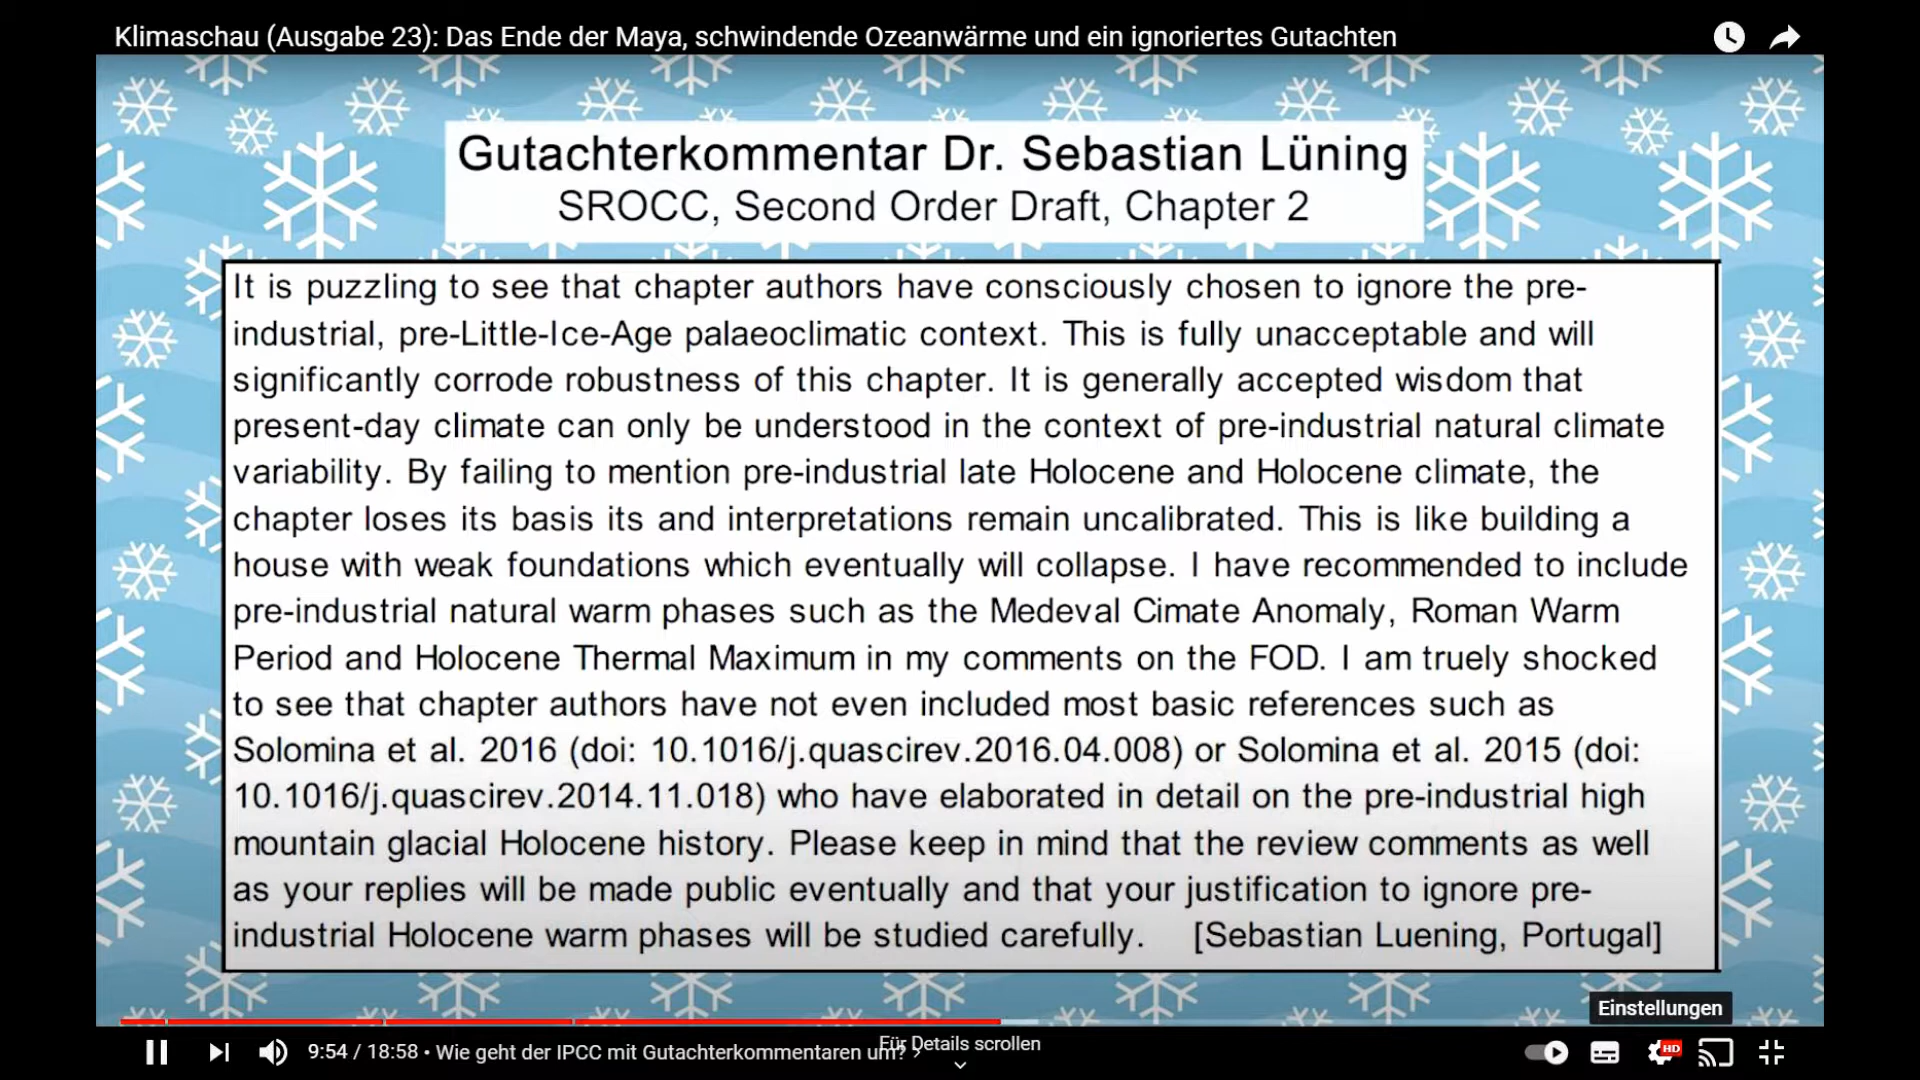 Klimaschau (Ausgabe 23): Das Ende der Maya, schwindende Ozeanwärme und ein ignoriertes Gutachten
Gutachterkommentar Dr. Sebastian Lüning
SROCC, Second Order Draft, Chapter 2
It is puzzling to see that chapter authors have consciously chosen to ignore the pre-
industrial, pre-Little-Ice-Age palaeoclimatic context. This is fully unacceptable and will
significantly corrode robustness of this chapter. It is generally accepted wisdom that
present-day climate can only be understood in the context of pre-industrial natural climate
variability. By failing to mention pre-industrial late Holocene and Holocene climate, the
chapter loses its basis its and interpretations remain uncalibrated. This is like building a
house with weak foundations which eventually will collapse. I have recommended to include
pre-industrial natural warm phases such as the Medeval Cimate Anomaly, Roman Warm
Period and Holocene Thermal Maximum in my comments on the FOD. I am truely shocked
to see that chapter authors have not even included most basic references such as
Solomina et al. 2016 (doi: 10.1016/j.quascirev.2016.04.008) or Solomina et al. 2015 (doi:
10.1016/j.quascirev.2014.11.018) who have elaborated in detail on the pre-industrial high
mountain glacial Holocene history. Please keep in mind that the review comments as well
as your replies will be made public eventually and that your justification to ignore pre-
industrial Holocene warm phases will be studied carefully. [Sebastian Luening, Portugal]
Einstellungen
9:54 / 18:58 • Wie geht der IPCC mit Gutachterkommentaren um? ›
Für Details scrollen
HD